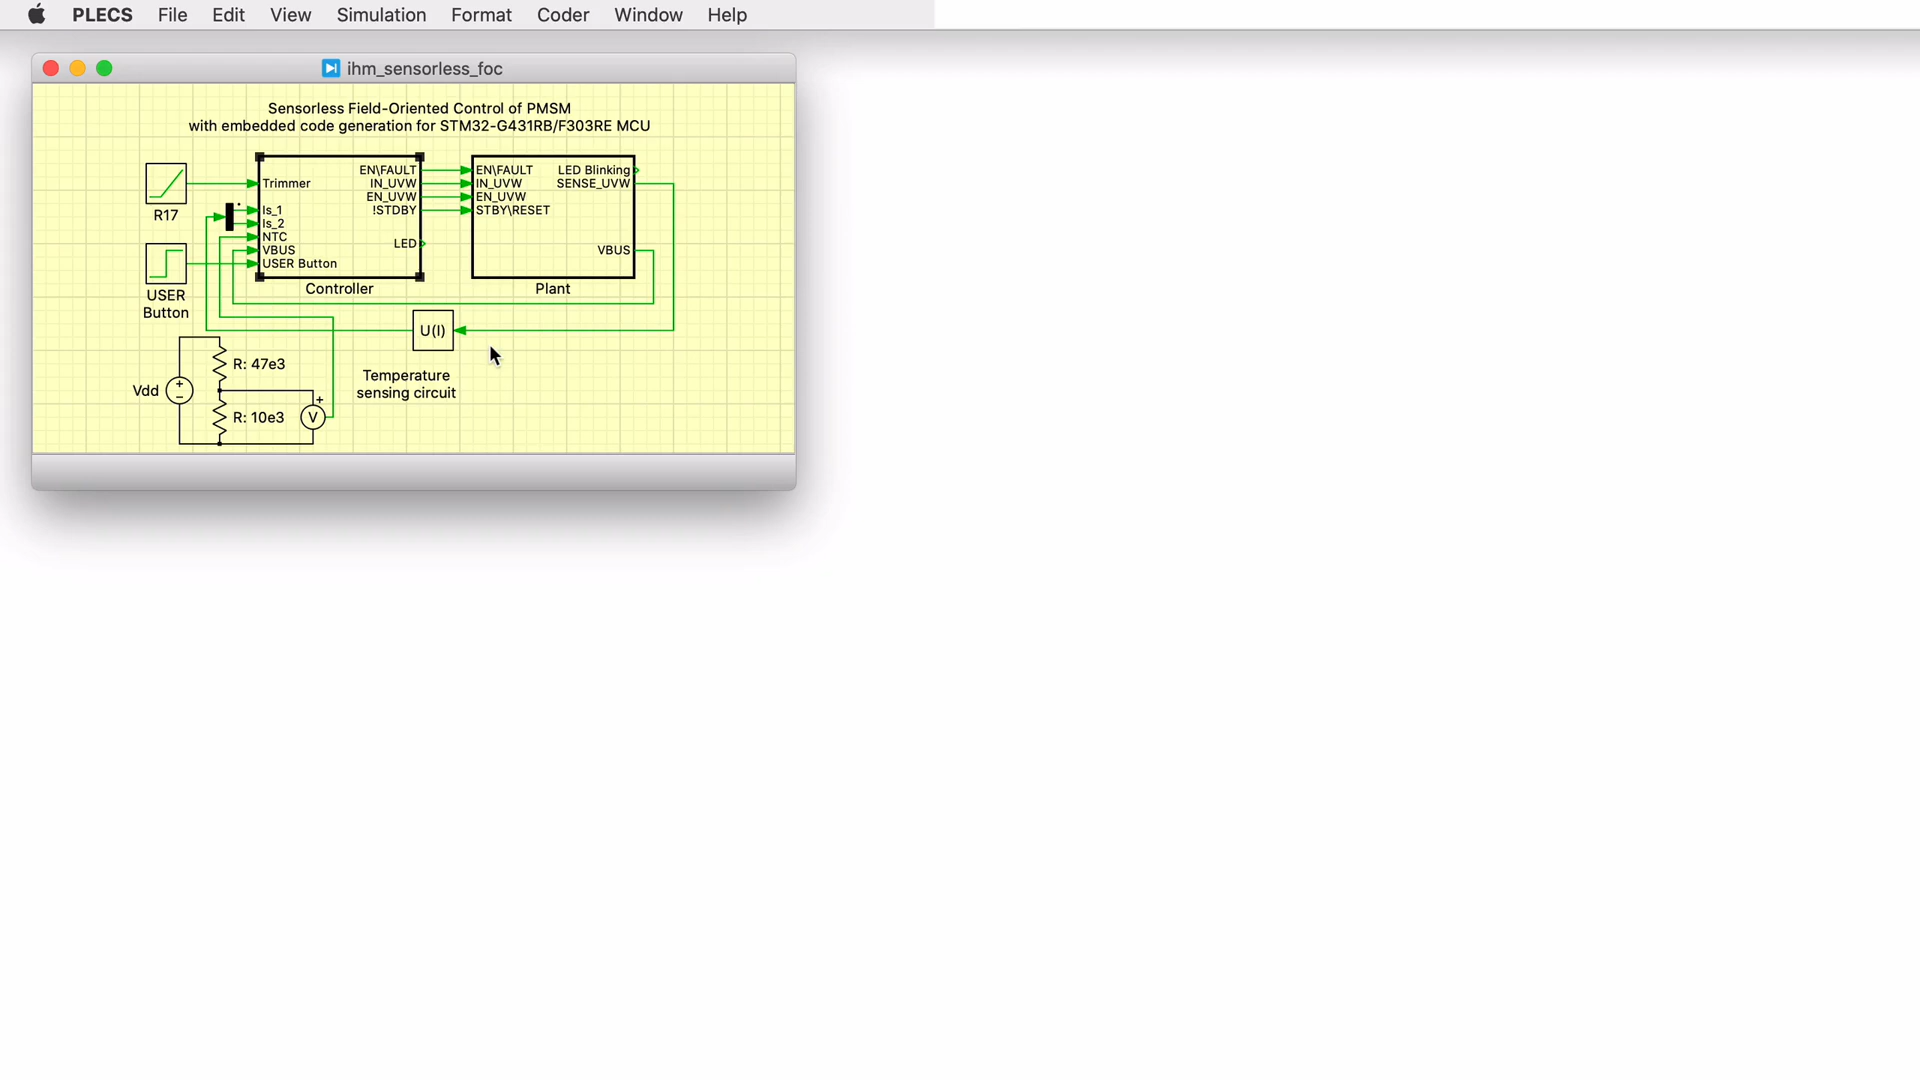 PLECS File Edit View Simulation Format Coder Window Help
ihm_sensorless_foc
Sensorless Field-Oriented Control of PMSM
with embedded code generation for STM32-G431RB/F303RE MCU
R17
USER
Button
Trimmer
Is_1
Is_2
NTC
VBUS
USER Button
EN\FAULT
IN_UVW
EN_UVW
!STDBY
LED
Controller
EN\FAULT
IN_UVW
EN_UVW
STBY\RESET
LED Blinking
SENSE_UVW
VBUS
Plant
U(I)
Temperature
sensing circuit
Vdd
+
−
R: 47e3
R: 10e3
+
V